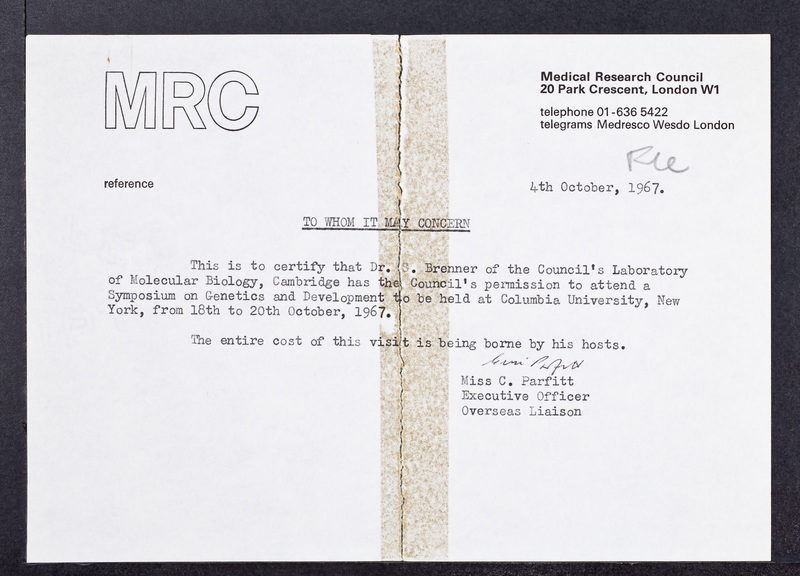 MRC
Medical Research Council
20 Park Crescent, London W1
telephone 01-636 5422
telegrams Medresco Wesdo London
reference
4th October, 1967.
TO WHOM IT MAY CONCERN
This is to certify that Dr. S. Brenner of the Council's Laboratory
of Molecular Biology, Cambridge has the Council's permission to attend a
Symposium on Genetics and Development to be held at Columbia University, New
York, from 18th to 20th October, 1967.
The entire cost of this visit is being borne by his hosts.
Miss C. Parfitt
Executive Officer
Overseas Liaison